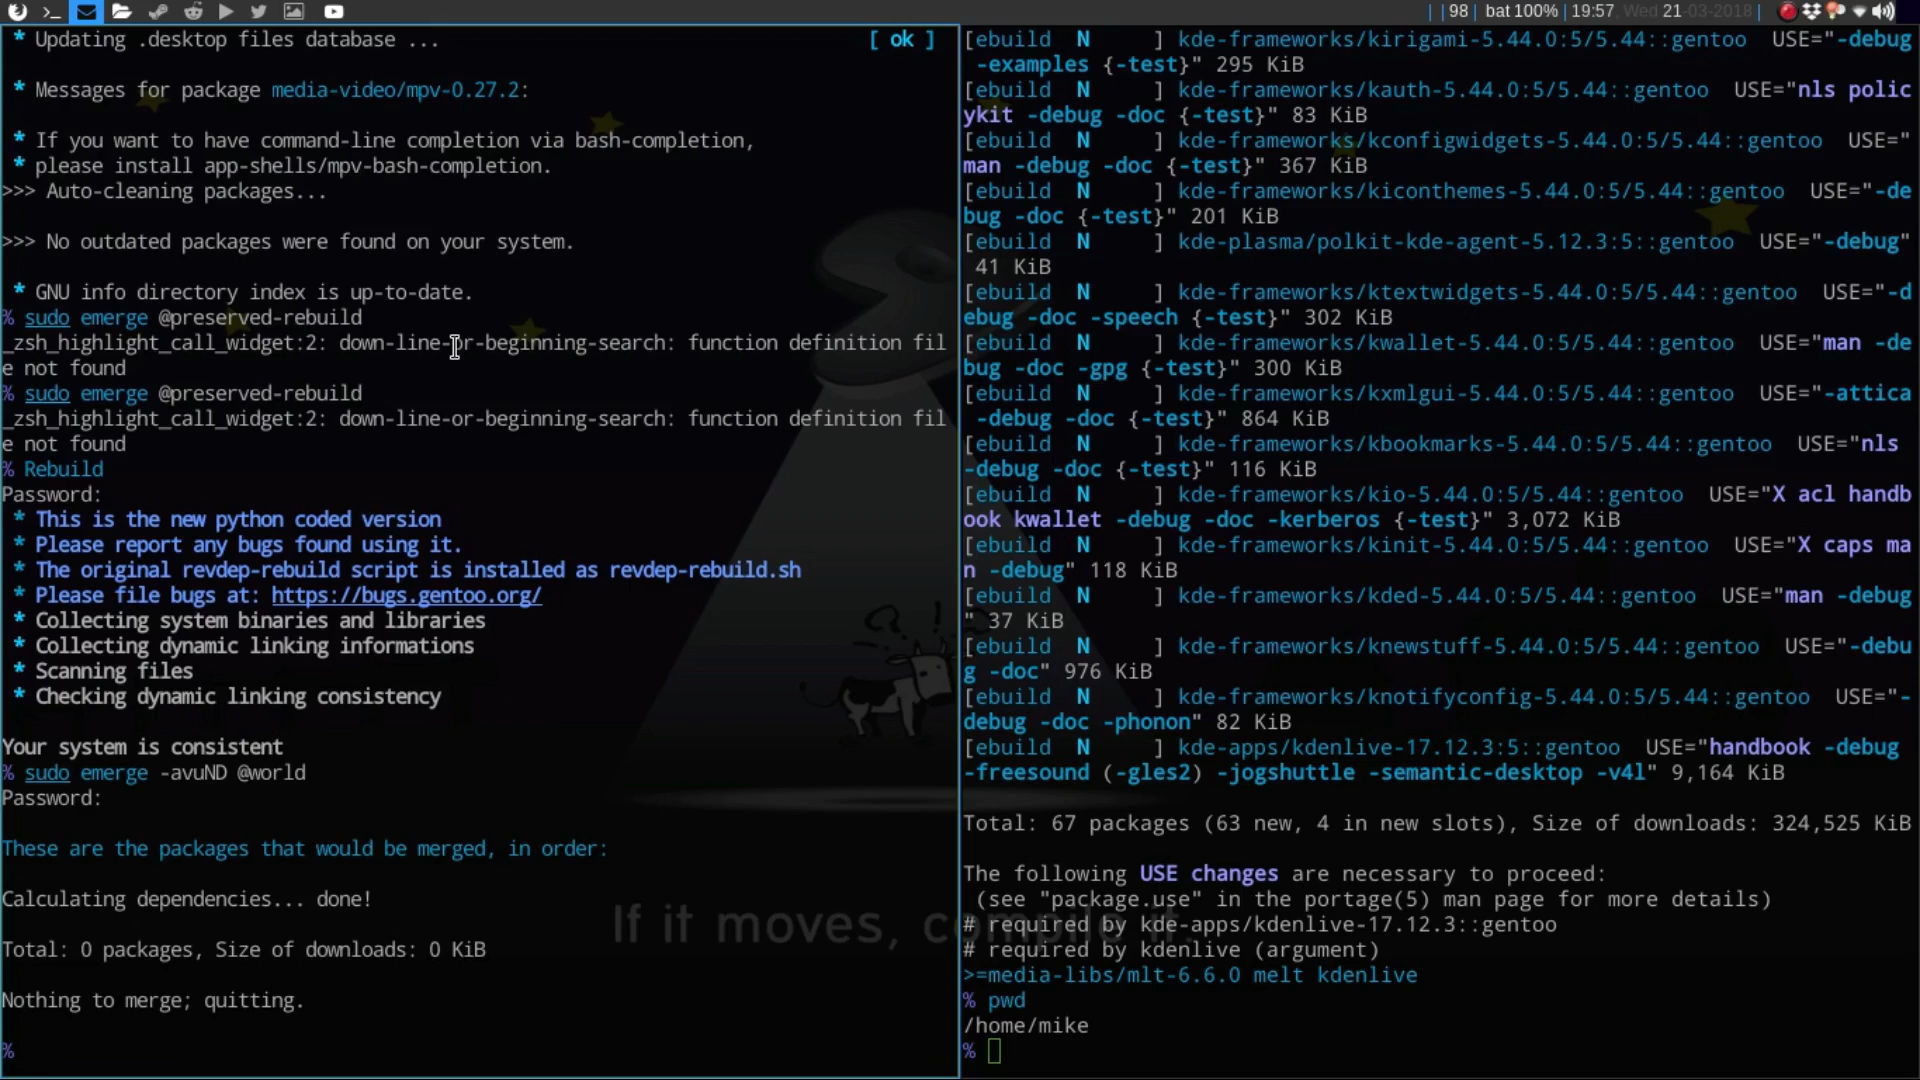 | | 98 | bat 100% | 19:57 Wed 21-03-2018 |
* Updating .desktop files database ... [ ok ]
* Messages for package media-video/mpv-0.27.2:
* If you want to have command-line completion via bash-completion,
* please install app-shells/mpv-bash-completion.
>>> Auto-cleaning packages...
>>> No outdated packages were found on your system.
* GNU info directory index is up-to-date.
% sudo emerge @preserved-rebuild
_zsh_highlight_call_widget:2: down-line-or-beginning-search: function definition fil
e not found
% sudo emerge @preserved-rebuild
_zsh_highlight_call_widget:2: down-line-or-beginning-search: function definition fil
e not found
% Rebuild
Password:
* This is the new python coded version
* Please report any bugs found using it.
* The original revdep-rebuild script is installed as revdep-rebuild.sh
* Please file bugs at: https://bugs.gentoo.org/
* Collecting system binaries and libraries
* Collecting dynamic linking informations
* Scanning files
* Checking dynamic linking consistency
Your system is consistent
% sudo emerge -avuND @world
Password:
These are the packages that would be merged, in order:
Calculating dependencies... done!
Total: 0 packages, Size of downloads: 0 KiB
Nothing to merge; quitting.
%
If it moves, compile it.
[ebuild N ] kde-frameworks/kirigami-5.44.0:5/5.44::gentoo USE="-debug
-examples {-test}" 295 KiB
[ebuild N ] kde-frameworks/kauth-5.44.0:5/5.44::gentoo USE="nls polic
ykit -debug -doc {-test}" 83 KiB
[ebuild N ] kde-frameworks/kconfigwidgets-5.44.0:5/5.44::gentoo USE="
man -debug -doc {-test}" 367 KiB
[ebuild N ] kde-frameworks/kiconthemes-5.44.0:5/5.44::gentoo USE="-de
bug -doc {-test}" 201 KiB
[ebuild N ] kde-plasma/polkit-kde-agent-5.12.3:5::gentoo USE="-debug"
41 KiB
[ebuild N ] kde-frameworks/ktextwidgets-5.44.0:5/5.44::gentoo USE="-d
ebug -doc -speech {-test}" 302 KiB
[ebuild N ] kde-frameworks/kwallet-5.44.0:5/5.44::gentoo USE="man -de
bug -doc -gpg {-test}" 300 KiB
[ebuild N ] kde-frameworks/kxmlgui-5.44.0:5/5.44::gentoo USE="-attica
-debug -doc {-test}" 864 KiB
[ebuild N ] kde-frameworks/kbookmarks-5.44.0:5/5.44::gentoo USE="nls
-debug -doc {-test}" 116 KiB
[ebuild N ] kde-frameworks/kio-5.44.0:5/5.44::gentoo USE="X acl handb
ook kwallet -debug -doc -kerberos {-test}" 3,072 KiB
[ebuild N ] kde-frameworks/kinit-5.44.0:5/5.44::gentoo USE="X caps ma
n -debug" 118 KiB
[ebuild N ] kde-frameworks/kded-5.44.0:5/5.44::gentoo USE="man -debug
" 37 KiB
[ebuild N ] kde-frameworks/knewstuff-5.44.0:5/5.44::gentoo USE="-debu
g -doc" 976 KiB
[ebuild N ] kde-frameworks/knotifyconfig-5.44.0:5/5.44::gentoo USE="-
debug -doc -phonon" 82 KiB
[ebuild N ] kde-apps/kdenlive-17.12.3:5::gentoo USE="handbook -debug
-freesound (-gles2) -jogshuttle -semantic-desktop -v4l" 9,164 KiB
Total: 67 packages (63 new, 4 in new slots), Size of downloads: 324,525 KiB
The following USE changes are necessary to proceed:
(see "package.use" in the portage(5) man page for more details)
# required by kde-apps/kdenlive-17.12.3::gentoo
# required by kdenlive (argument)
>=media-libs/mlt-6.6.0 melt kdenlive
% pwd
/home/mike
%